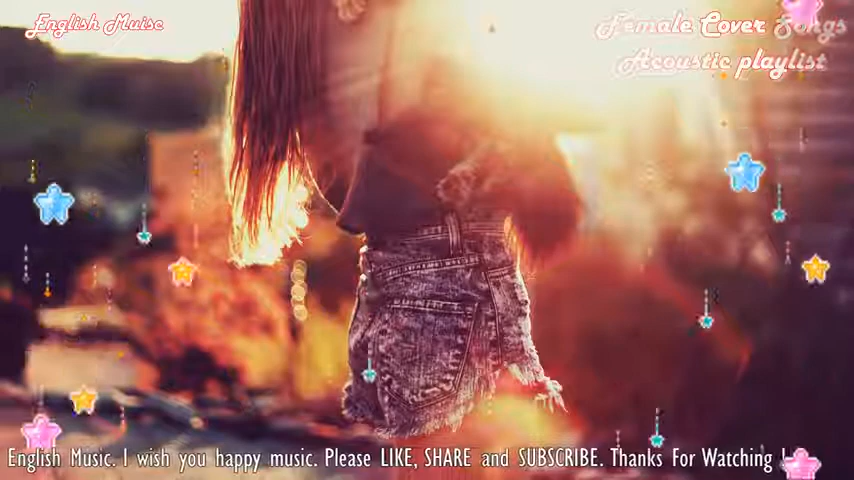 English Muisc
Female Cover Songs
Acoustic playlist
English Music. I wish you happy music. Please LIKE, SHARE and SUBSCRIBE. Thanks For Watching !